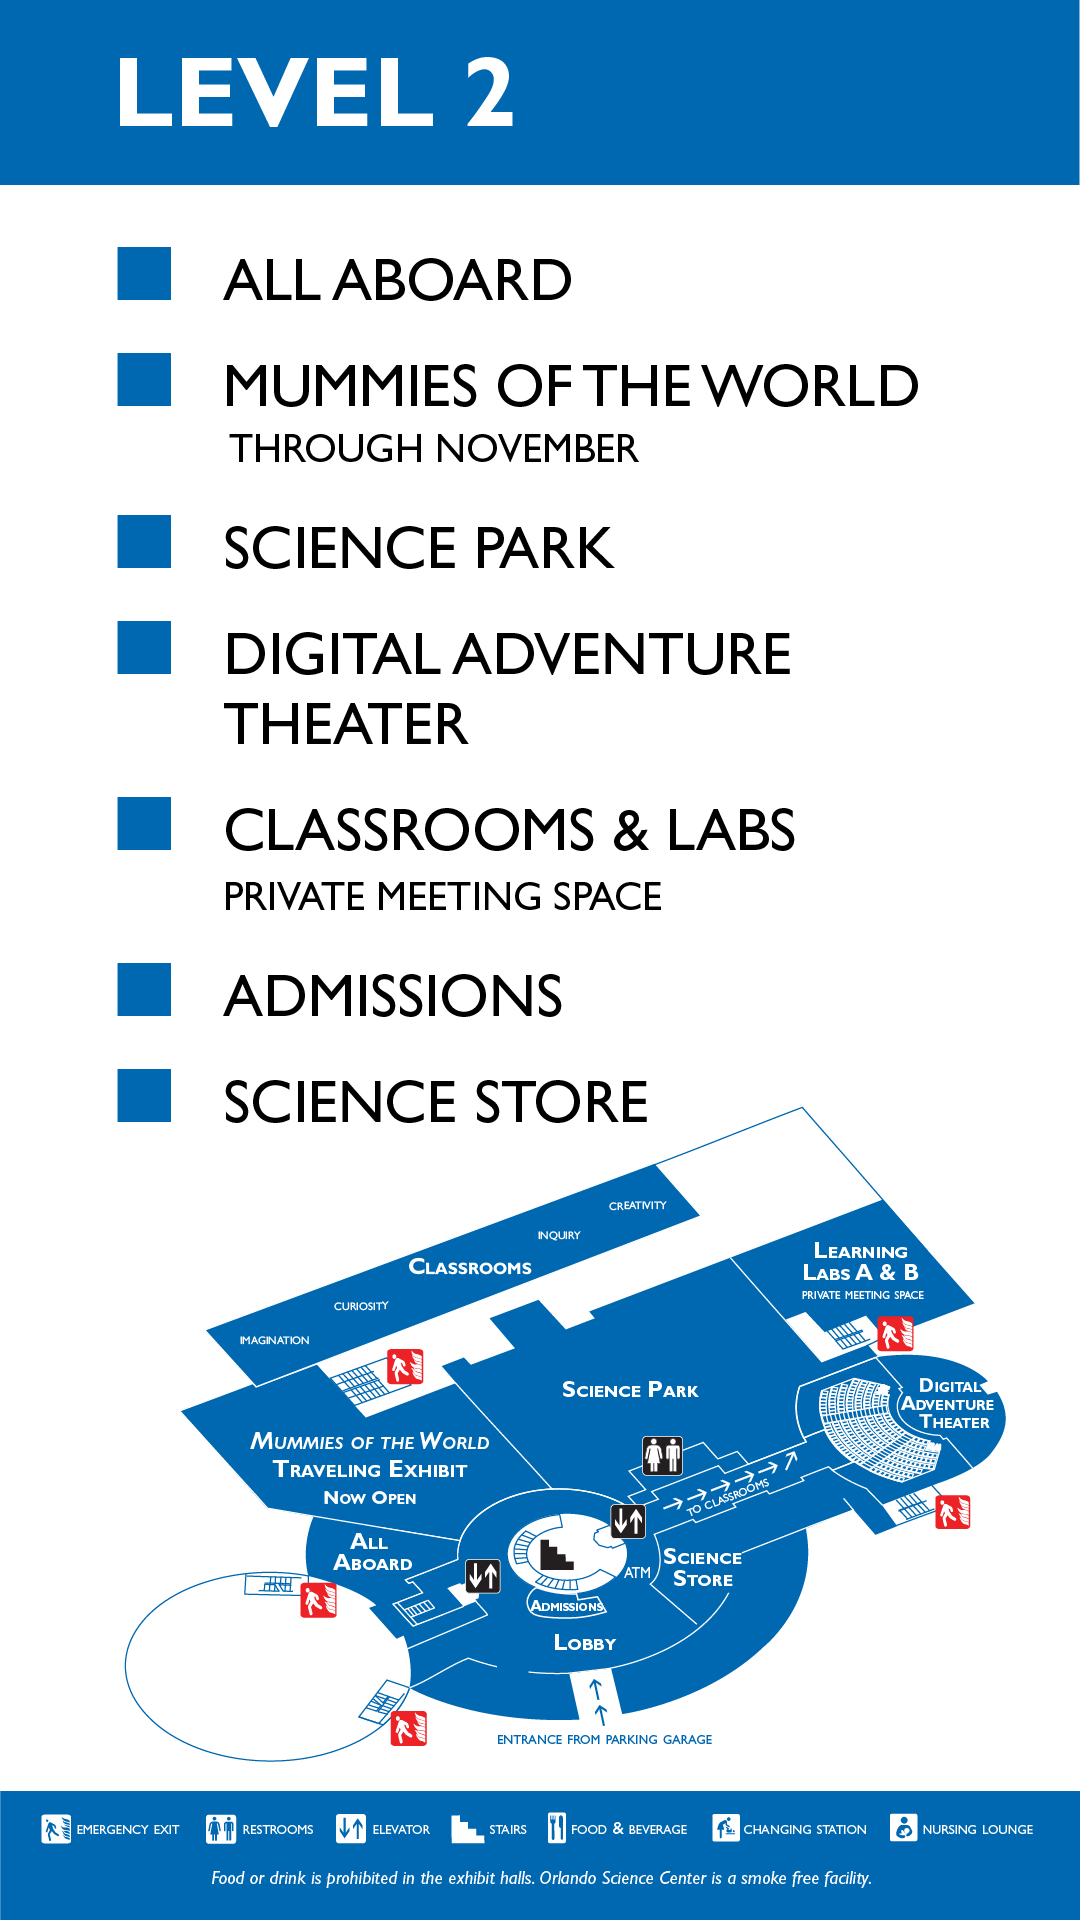 LEVEL 2
ALL ABOARD
MUMMIES OF THE WORLD
THROUGH NOVEMBER
SCIENCE PARK
DIGITAL ADVENTURE
THEATER
CLASSROOMS & LABS
PRIVATE MEETING SPACE
ADMISSIONS
SCIENCE STORE
CREATIVITY
INQUIRY
CLASSROOMS
CURIOSITY
IMAGINATION
LEARNING
LABS A & B
PRIVATE MEETING SPACE
SCIENCE PARK
DIGITAL
ADVENTURE
THEATER
MUMMIES OF THE WORLD
TRAVELING EXHIBIT
NOW OPEN
TO CLASSROOMS
ALL
ABOARD
SCIENCE
STORE
ATM
ADMISSIONS
LOBBY
ENTRANCE FROM PARKING GARAGE
EMERGENCY EXIT RESTROOMS ELEVATOR STAIRS FOOD & BEVERAGE CHANGING STATION NURSING LOUNGE
Food or drink is prohibited in the exhibit halls. Orlando Science Center is a smoke free facility.